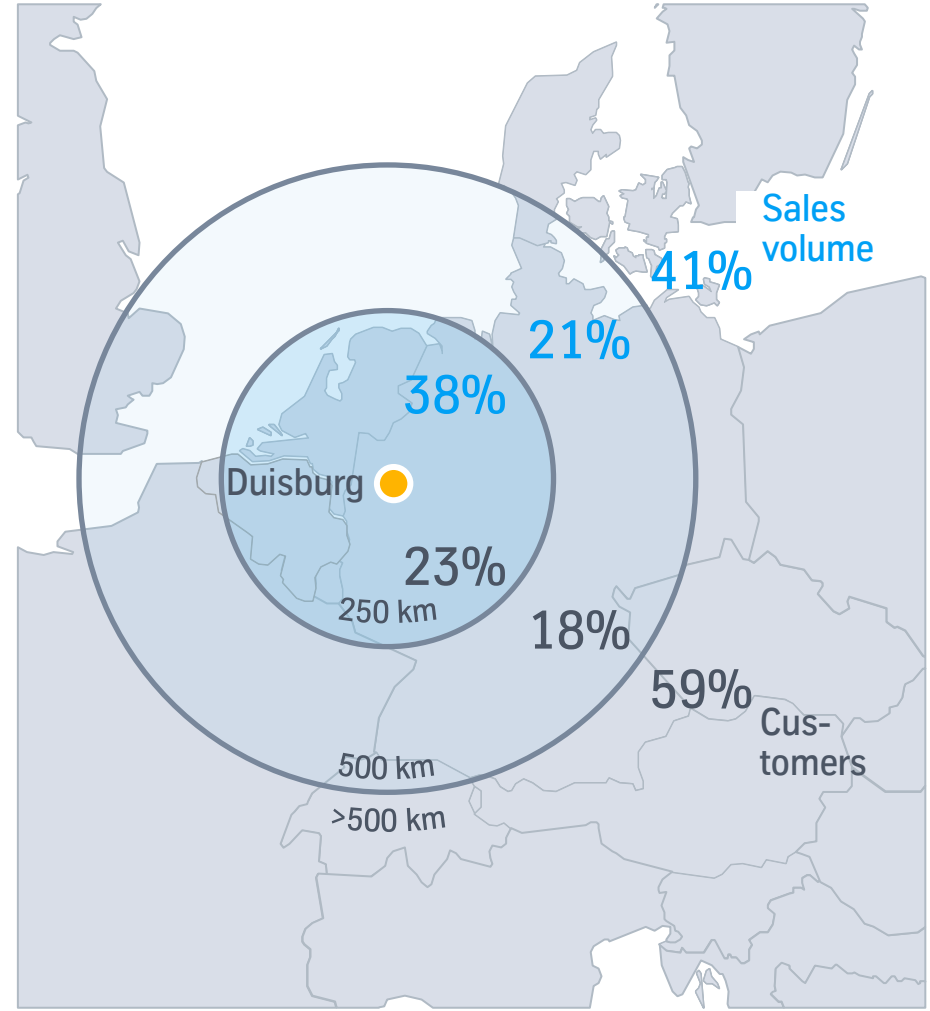 Sales
volume
41%
21%
38%
Duisburg
23%
250 km
18%
59%
Cus-
tomers
500 km
>500 km